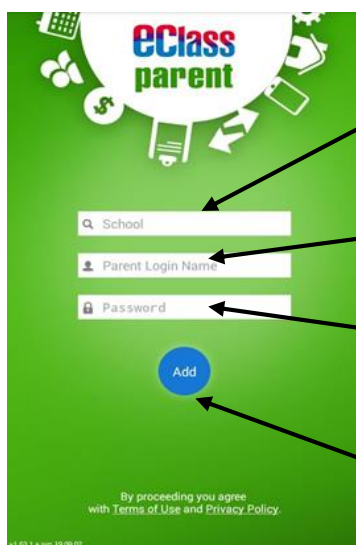 eClass
parent
School
Parent Login Name
Password
Add
By proceeding you agree
with Terms of Use and Privacy Policy.